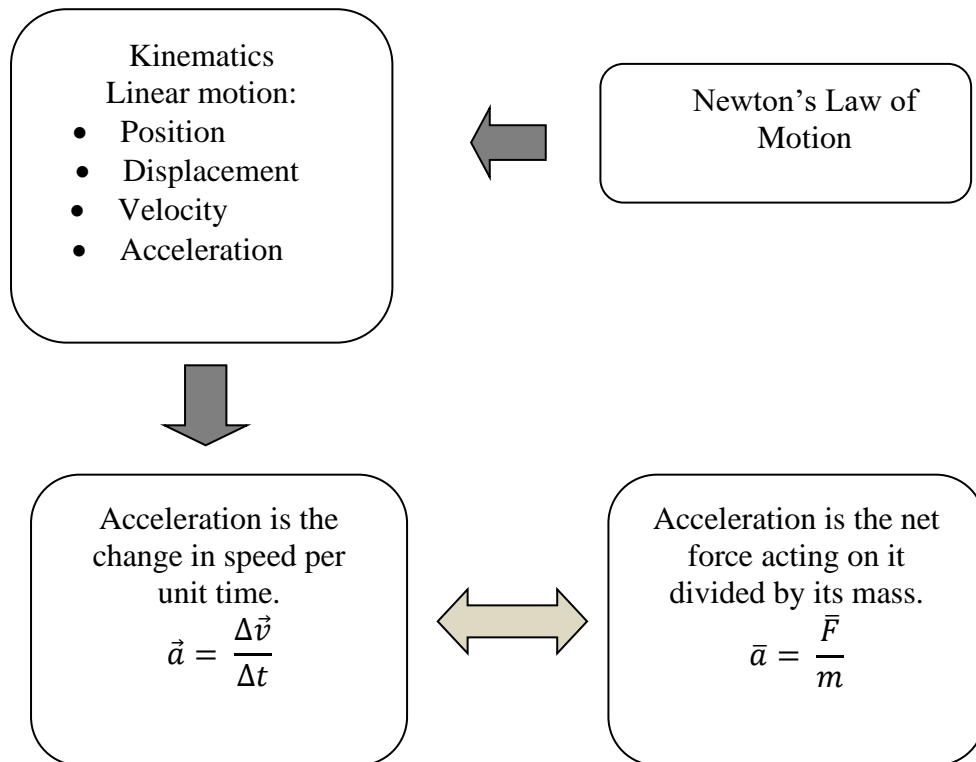 Kinematics
Linear motion:
• Position
• Displacement
• Velocity
• Acceleration
Newton’s Law of
Motion
Acceleration is the
change in speed per
unit time.
𝑎⃗ = Δ𝑣⃗ / Δ𝑡
Acceleration is the net
force acting on it
divided by its mass.
𝑎̅ = 𝐹̅ / 𝑚